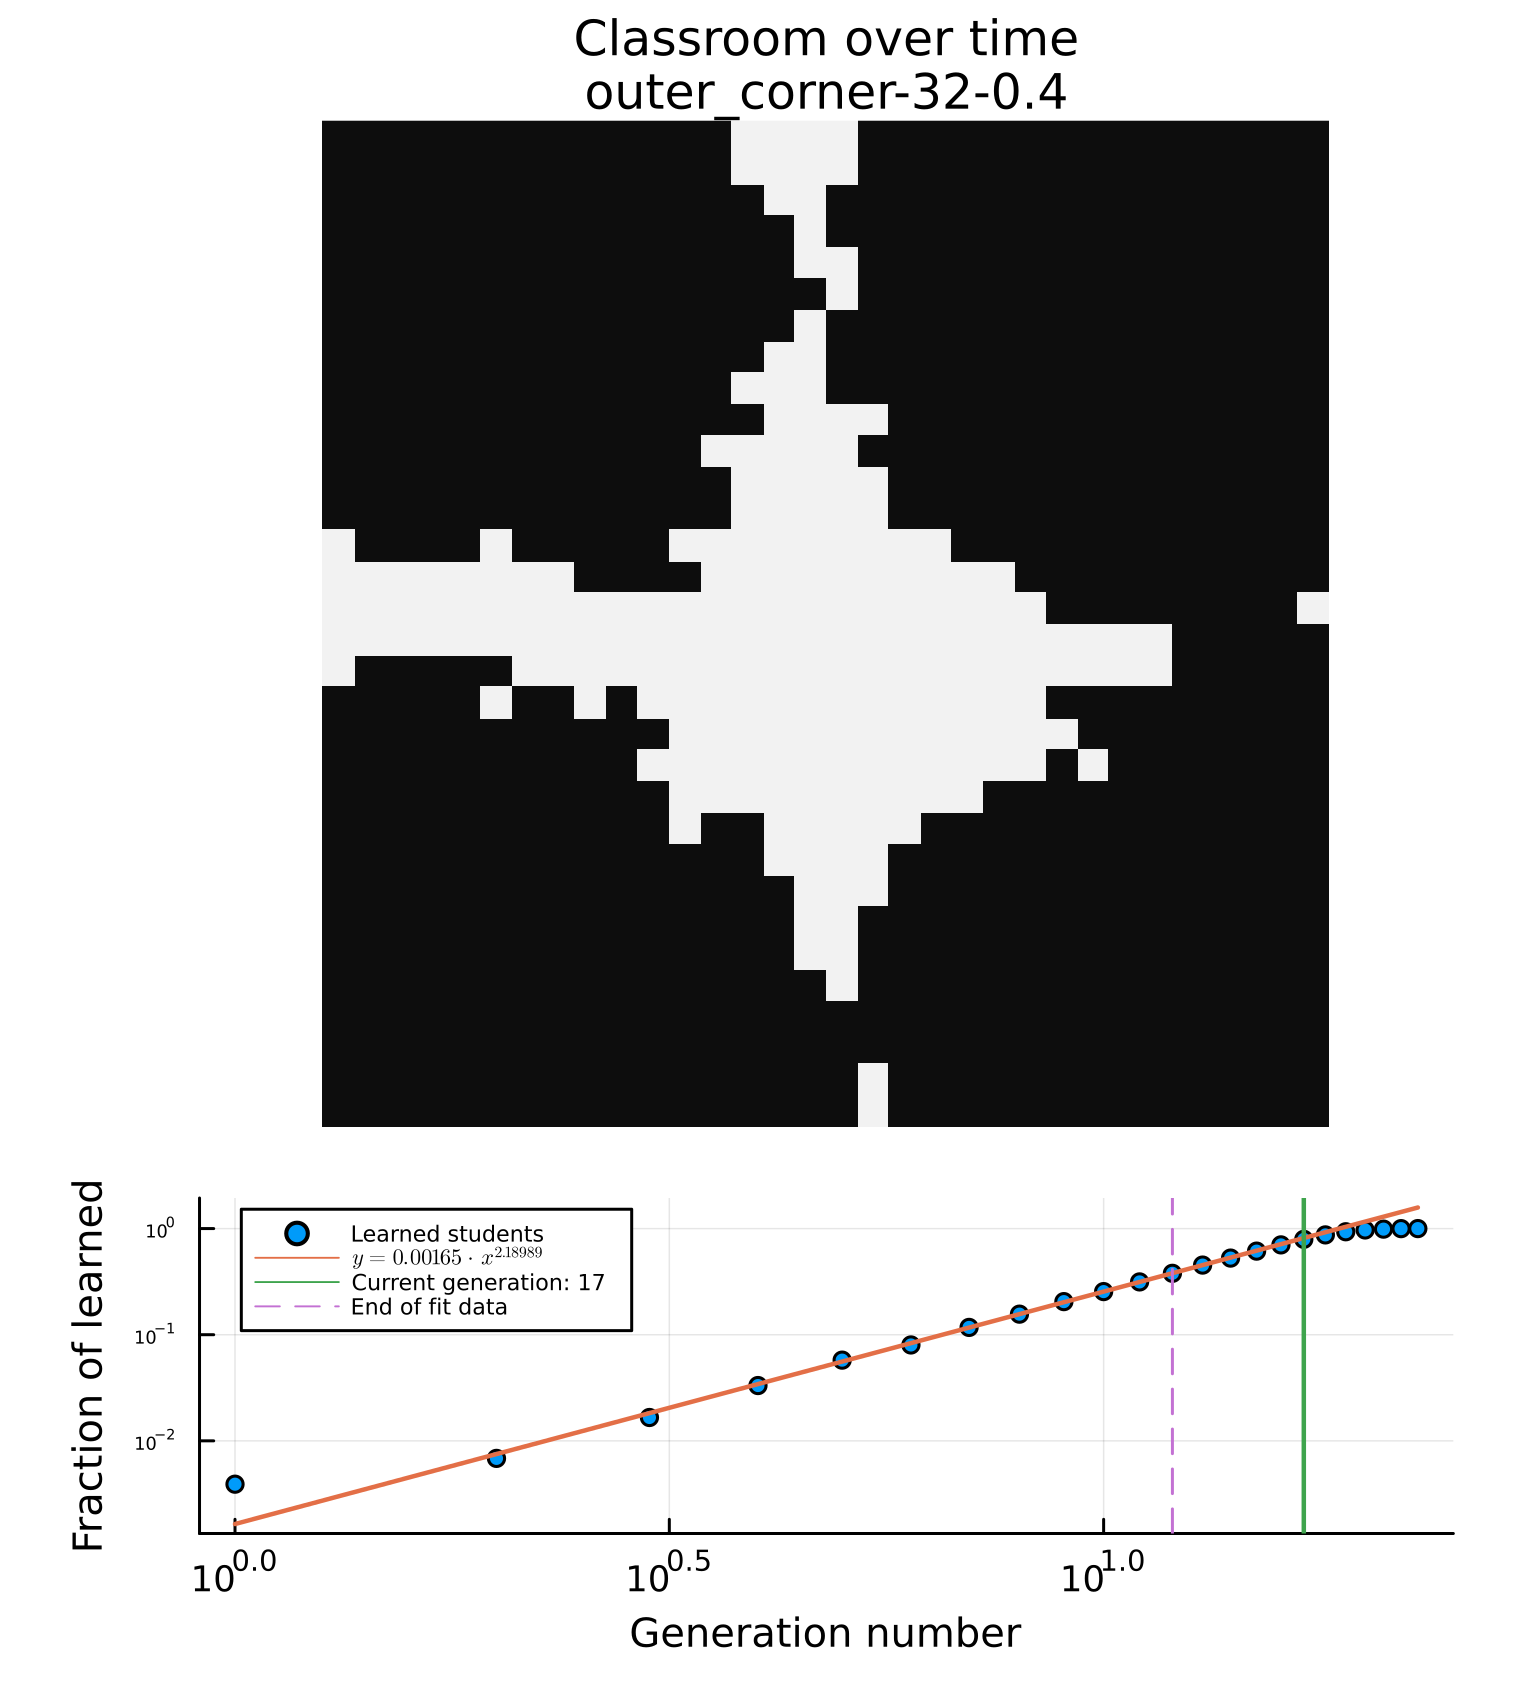 Classroom over time
outer_corner-32-0.4
Fraction of learned
10^0
10^−1
10^−2
Learned students
y = 0.00165 · x^2.18989
Current generation: 17
End of fit data
10^0.0 10^0.5 10^1.0
Generation number